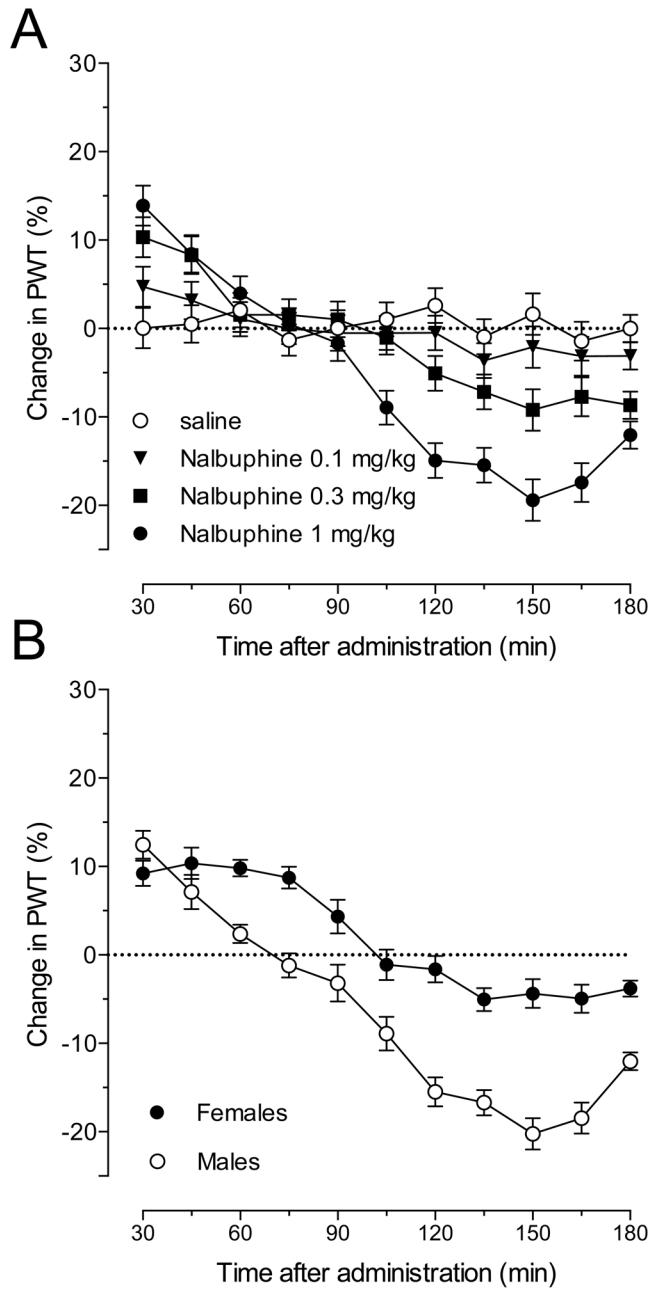 A
30
20
10
0
-10
-20
Change in PWT (%)
saline
Nalbuphine 0.1 mg/kg
Nalbuphine 0.3 mg/kg
Nalbuphine 1 mg/kg
30 60 90 120 150 180
Time after administration (min)
B
30
20
10
0
-10
-20
Change in PWT (%)
Females
Males
30 60 90 120 150 180
Time after administration (min)